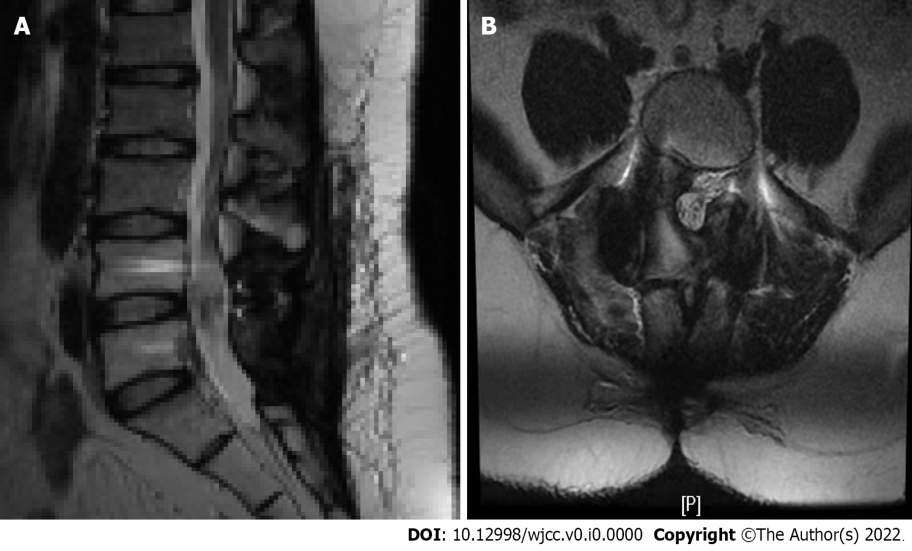 A
B
[P]
DOI: 10.12998/wjcc.v0.i0.0000 Copyright ©The Author(s) 2022.